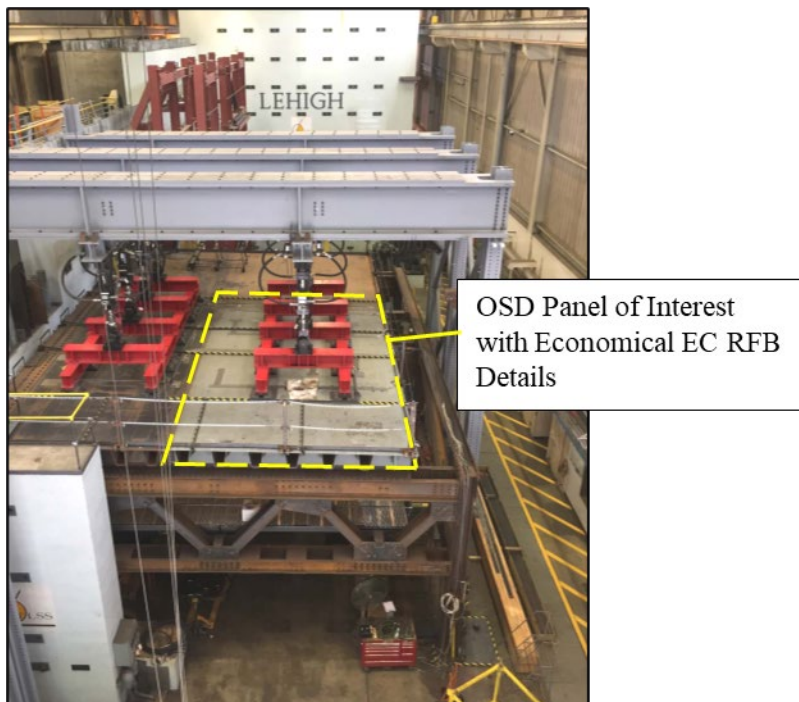 LEHIGH
OSD Panel of Interest
with Economical EC RFB
Details